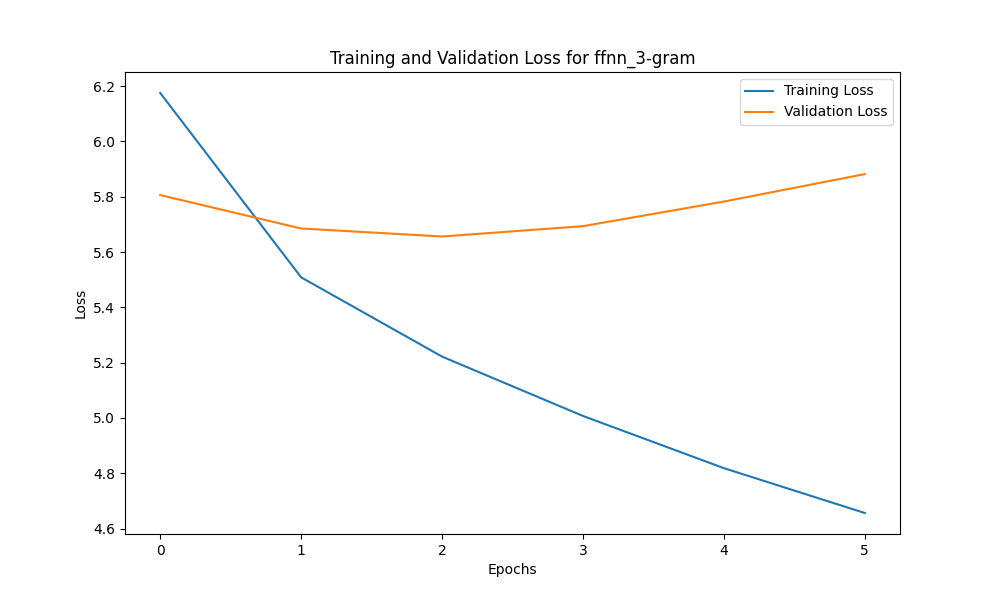 Training and Validation Loss for ffnn_3-gram
Training Loss
Validation Loss
Loss
6.2
6.0
5.8
5.6
5.4
5.2
5.0
4.8
4.6
0 1 2 3 4 5
Epochs